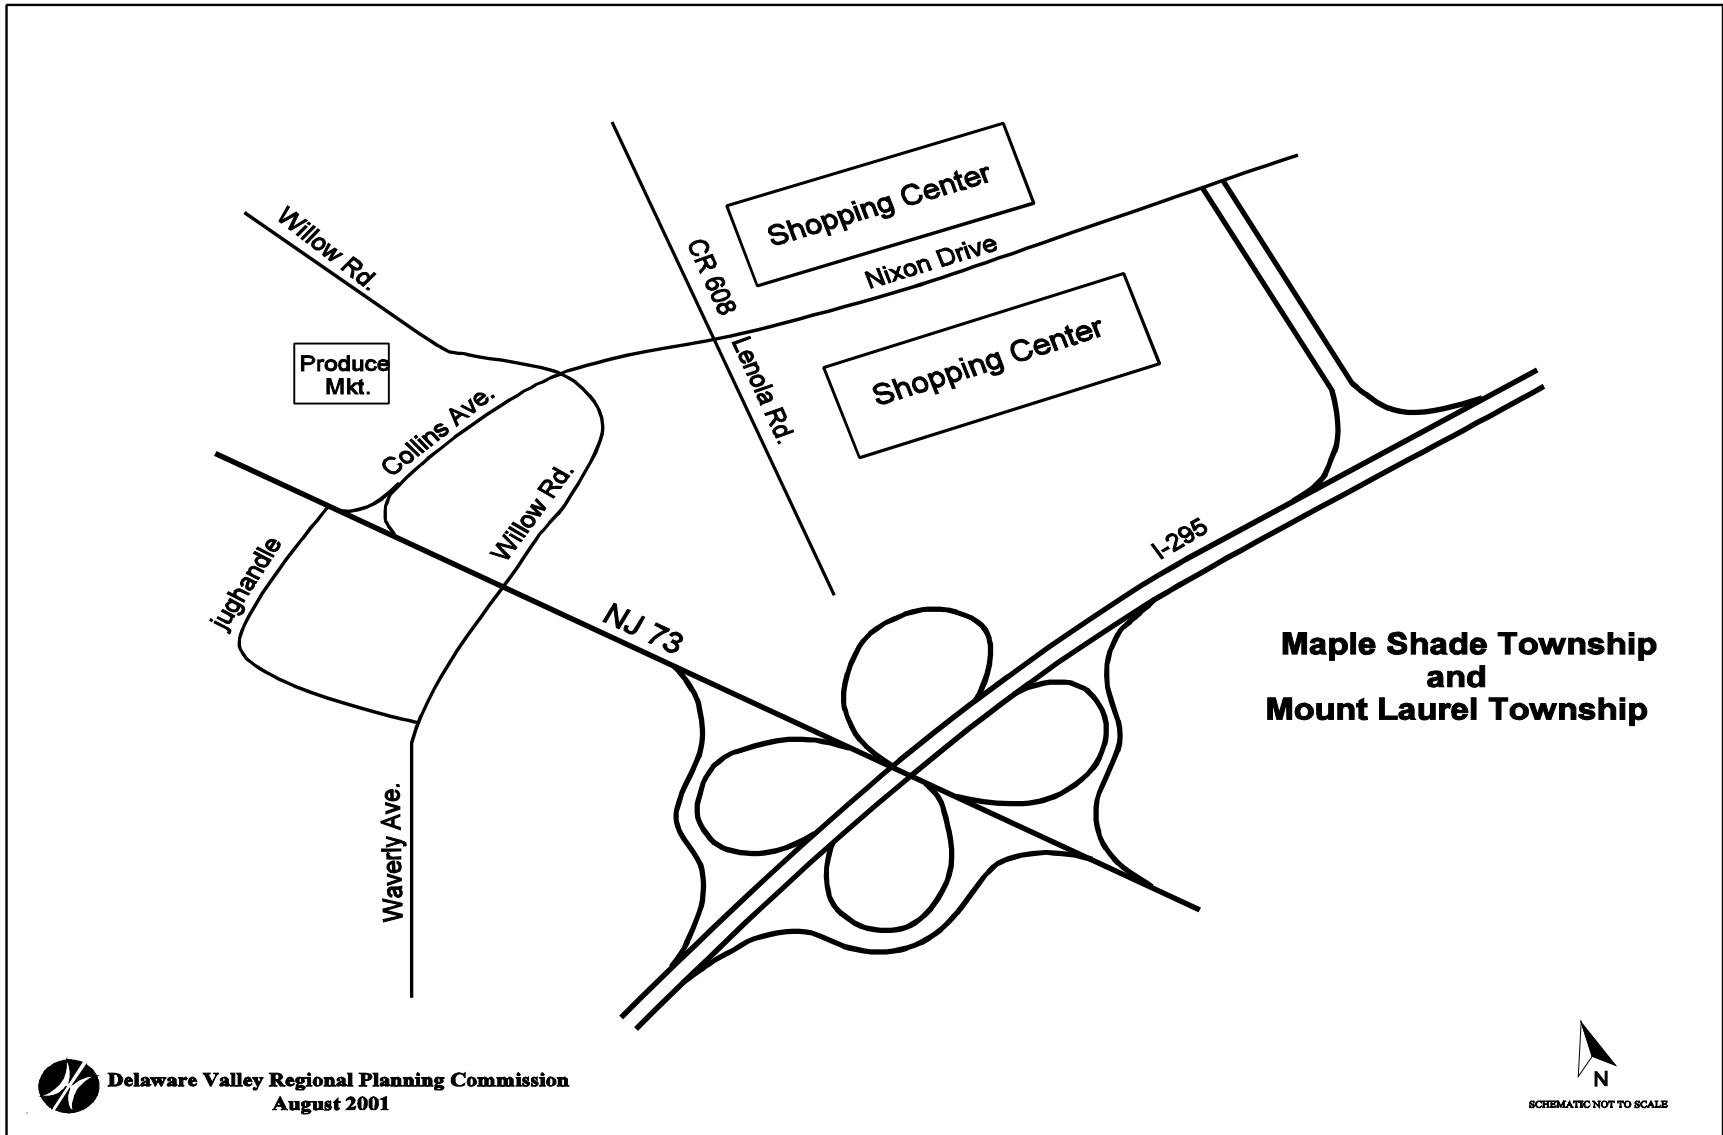 Shopping Center
Willow Rd.
CR 608
Nixon Drive
Produce
Mkt.
Shopping Center
Lenola Rd.
Collins Ave.
Willow Rd.
jughandle
I-295
NJ 73
Maple Shade Township
and
Mount Laurel Township
Waverly Ave.
Delaware Valley Regional Planning Commission
August 2001
N
SCHEMATIC NOT TO SCALE